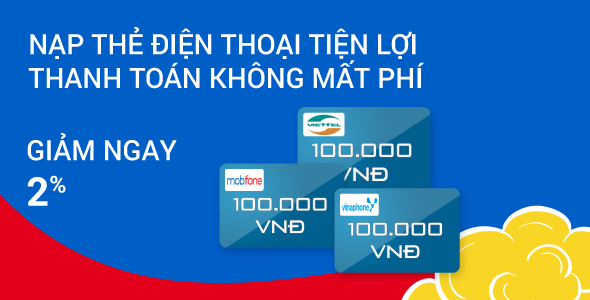 NẠP THẺ ĐIỆN THOẠI TIỆN LỢI
THANH TOÁN KHÔNG MẤT PHÍ
GIẢM NGAY
2%
VIETTEL
100.000
VNĐ
mobfone
100.000
VNĐ
vinaphone
100.000
VNĐ